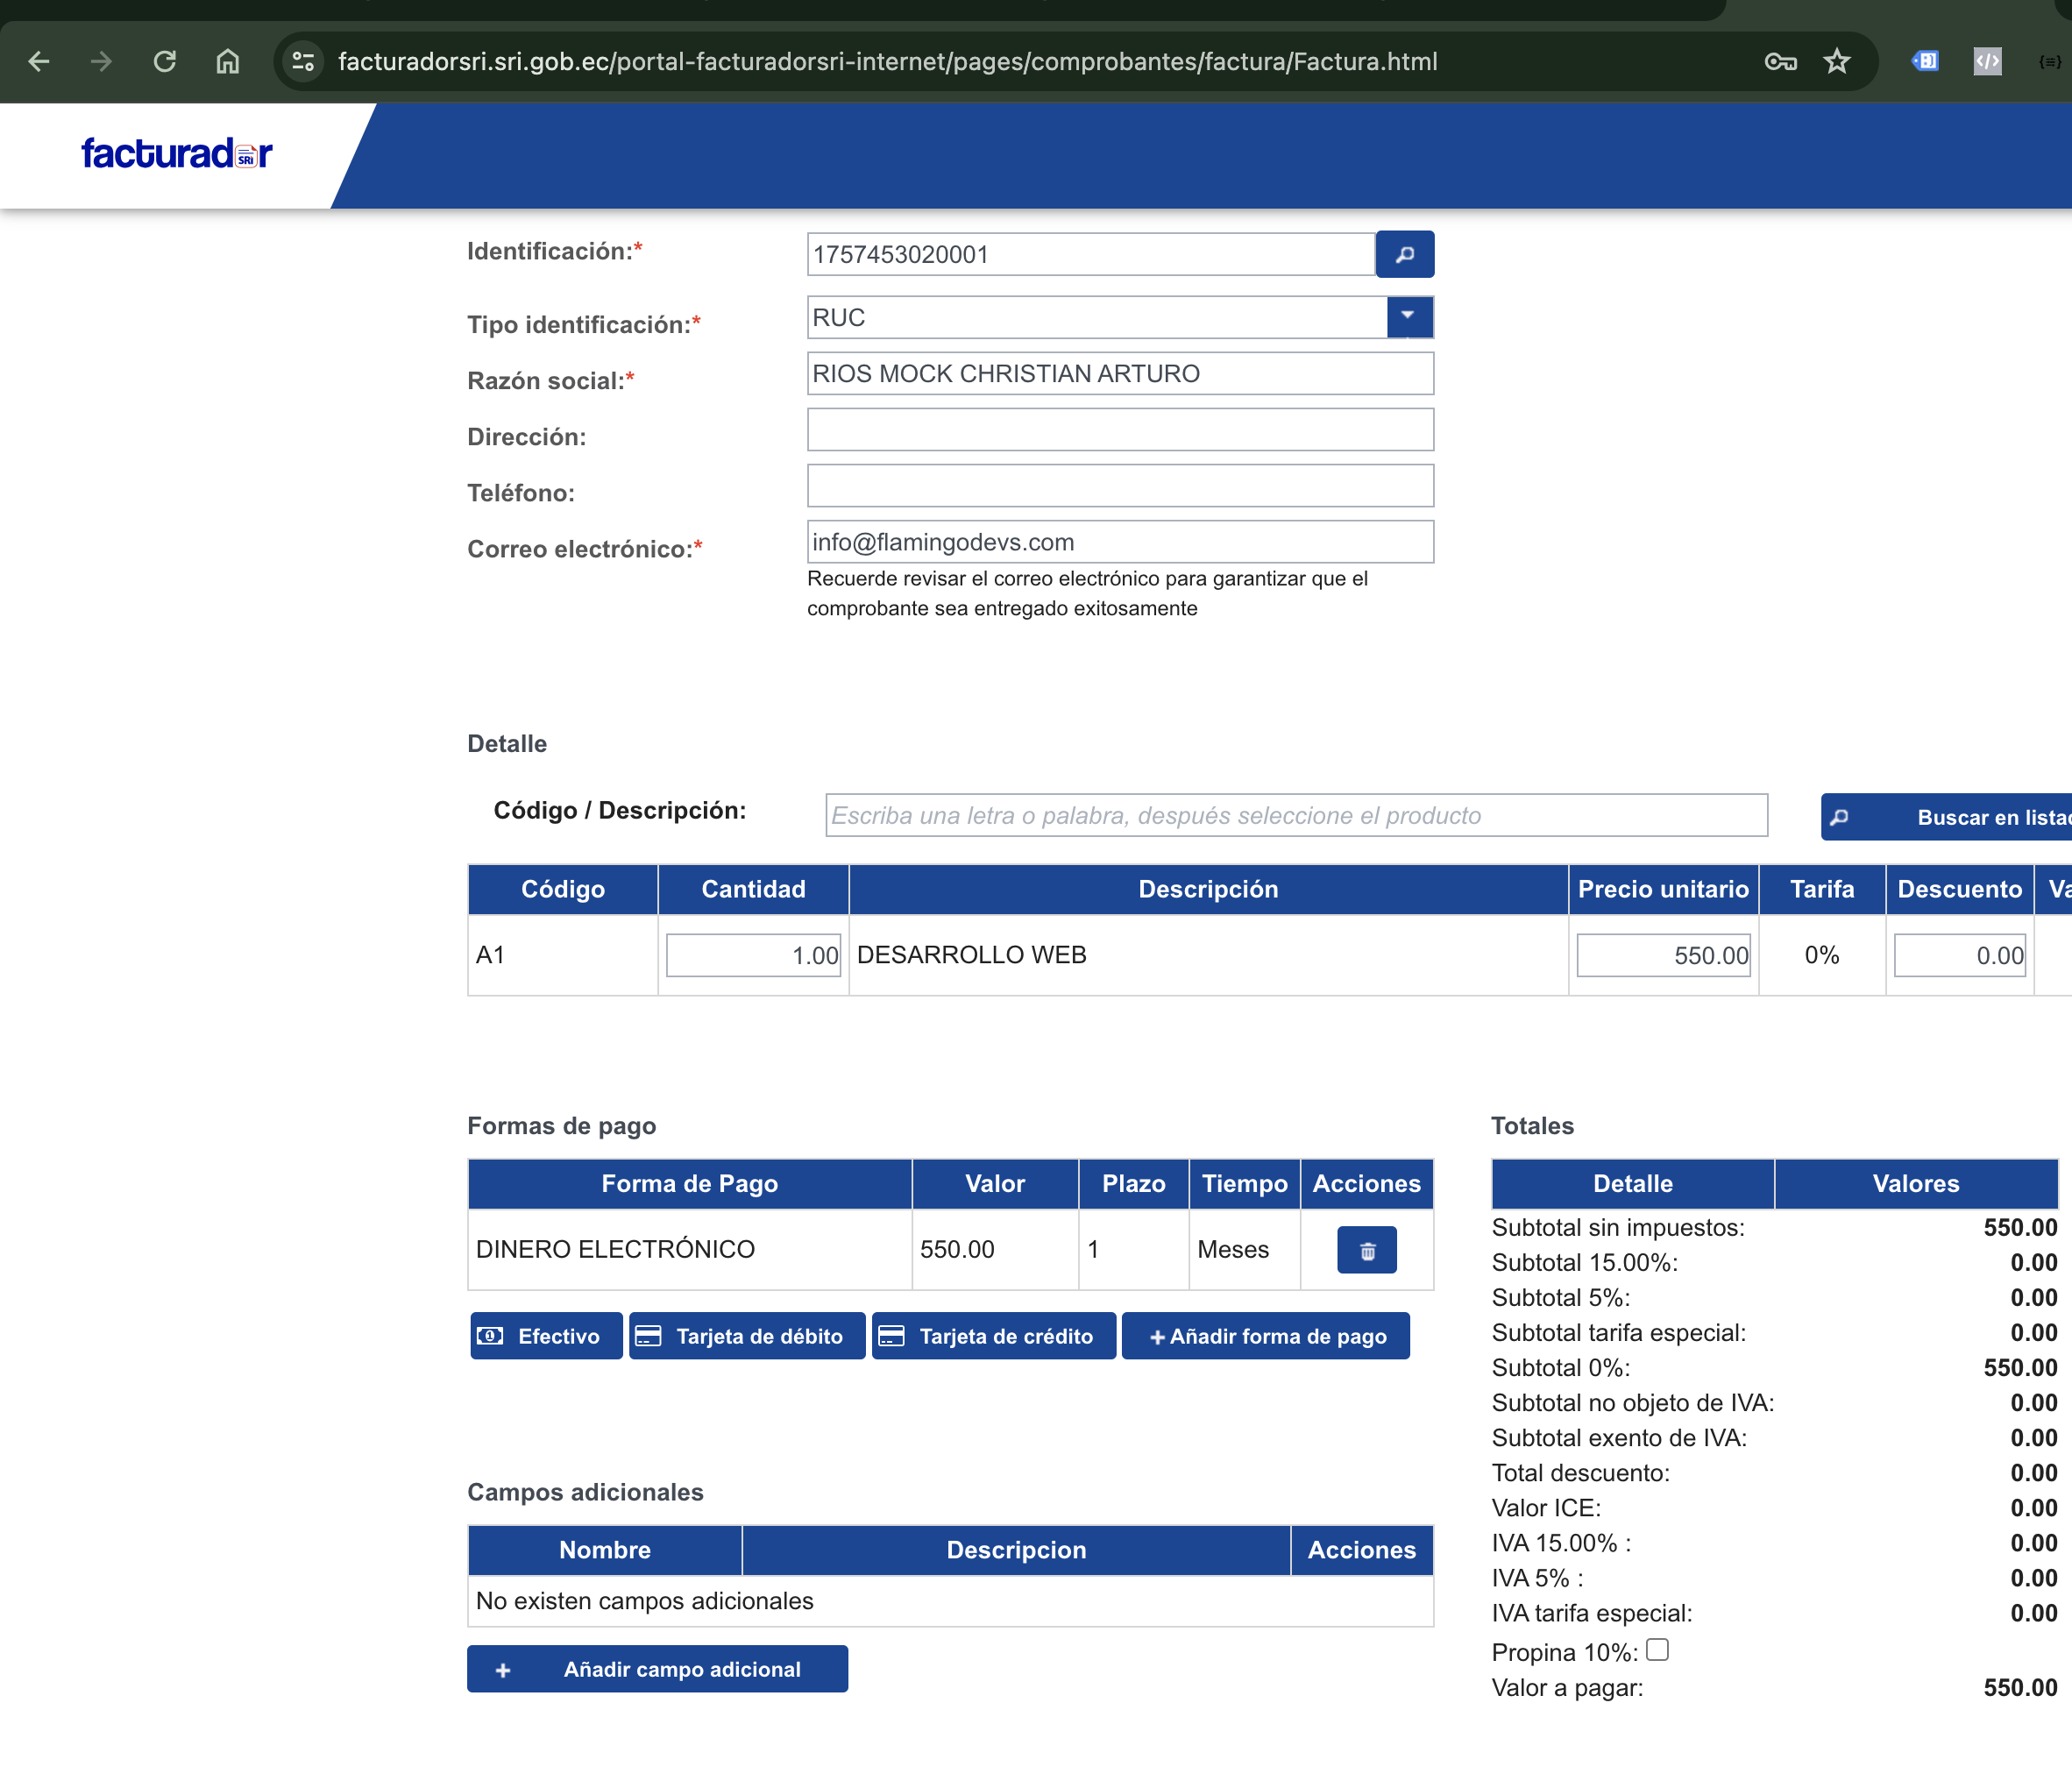 facturadorsri.sri.gob.ec/portal-facturadorsri-internet/pages/comprobantes/factura/Factura.html
facturador
SRi
Identificación:* 1757453020001
Tipo identificación:* RUC
Razón social:* RIOS MOCK CHRISTIAN ARTURO
Dirección:
Teléfono:
Correo electrónico:* info@flamingodevs.com
Recuerde revisar el correo electrónico para garantizar que el
comprobante sea entregado exitosamente
Detalle
Código / Descripción: Escriba una letra o palabra, después seleccione el producto Buscar en
Código Cantidad Descripción Precio unitario Tarifa Descuento
A1 1.00 DESARROLLO WEB 550.00 0% 0.00
Formas de pago
Forma de Pago Valor Plazo Tiempo Acciones
DINERO ELECTRÓNICO 550.00 1 Meses
Efectivo Tarjeta de débito Tarjeta de crédito +Añadir forma de pago
Campos adicionales
Nombre Descripcion Acciones
No existen campos adicionales
+ Añadir campo adicional
Totales
Detalle Valores
Subtotal sin impuestos: 550.00
Subtotal 15.00%: 0.00
Subtotal 5%: 0.00
Subtotal tarifa especial: 0.00
Subtotal 0%: 550.00
Subtotal no objeto de IVA: 0.00
Subtotal exento de IVA: 0.00
Total descuento: 0.00
Valor ICE: 0.00
IVA 15.00% : 0.00
IVA 5% : 0.00
IVA tarifa especial: 0.00
Propina 10%:
Valor a pagar: 550.00